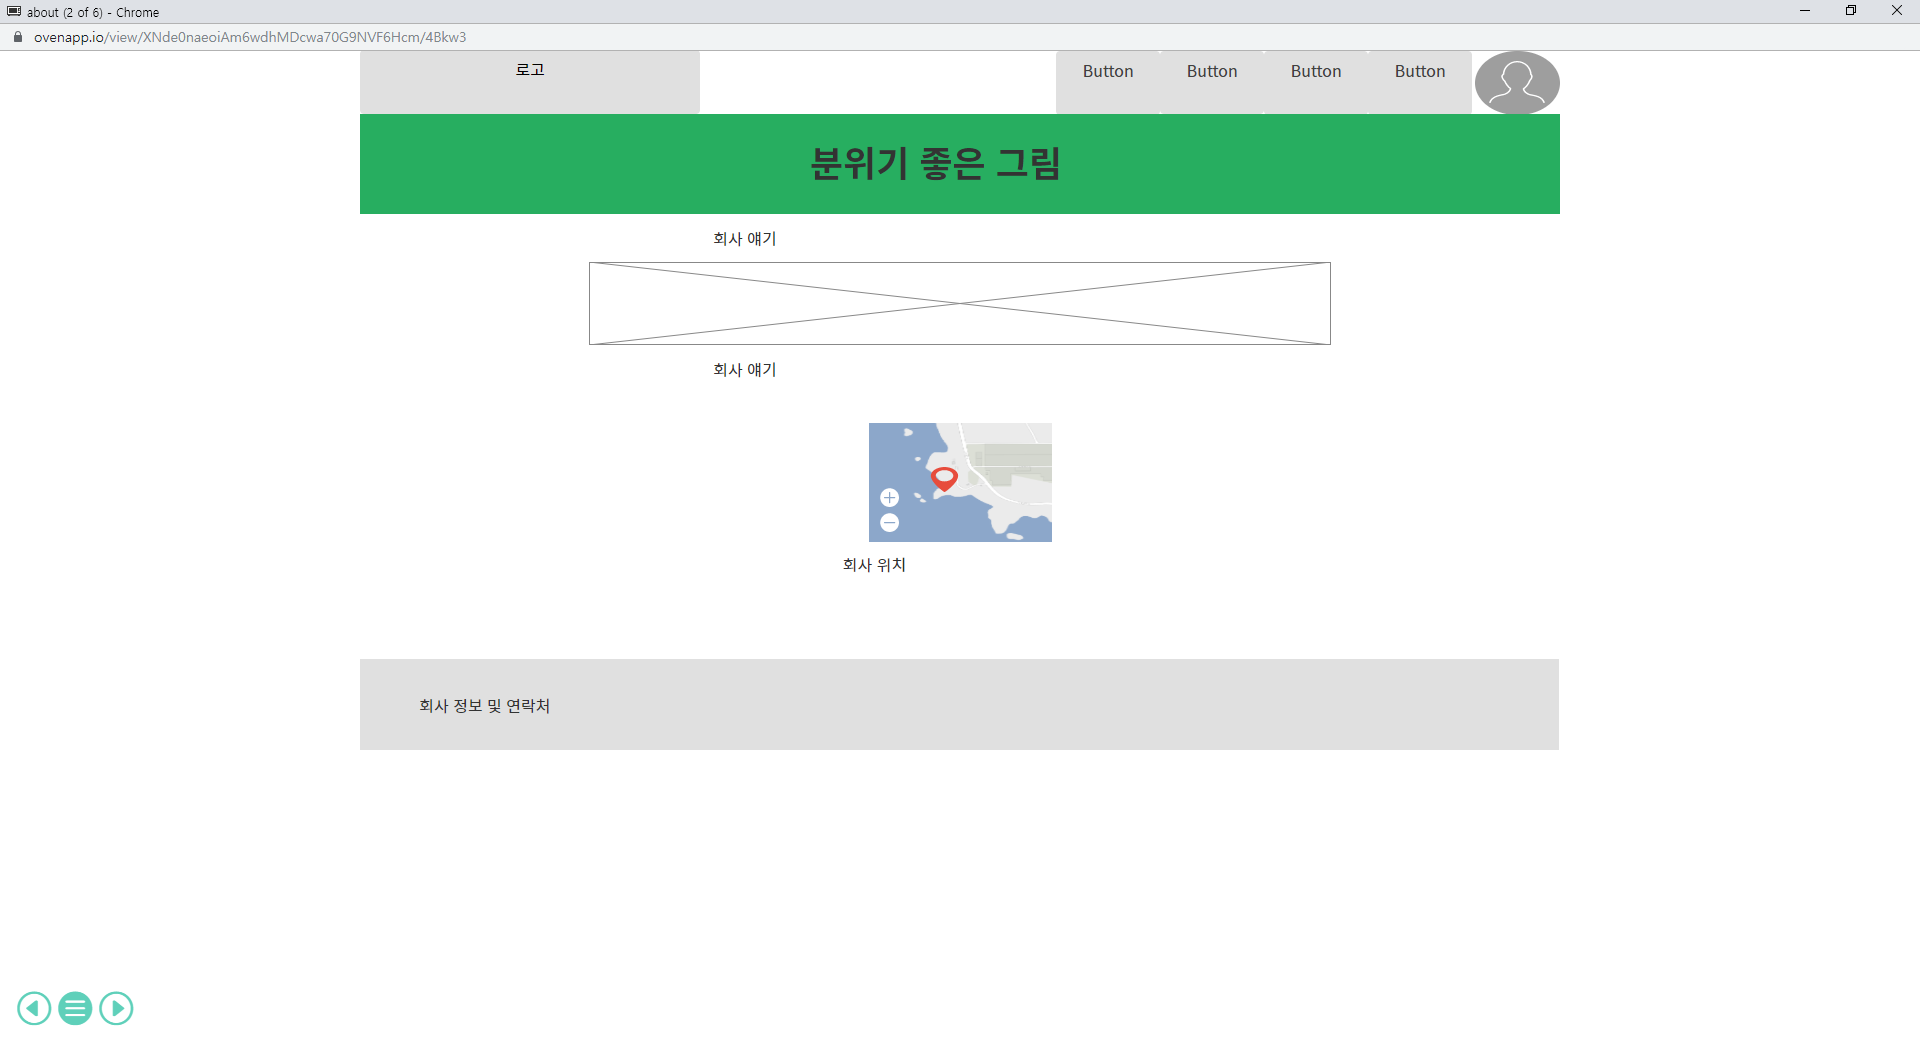 about (2 of 6) - Chrome
ovenapp.io/view/XNde0naeoiAm6wdhMDcwa70G9NVF6Hcm/4Bkw3
로고 Button Button Button Button
분위기 좋은 그림
회사 얘기
회사 얘기
회사 위치
회사 정보 및 연락처